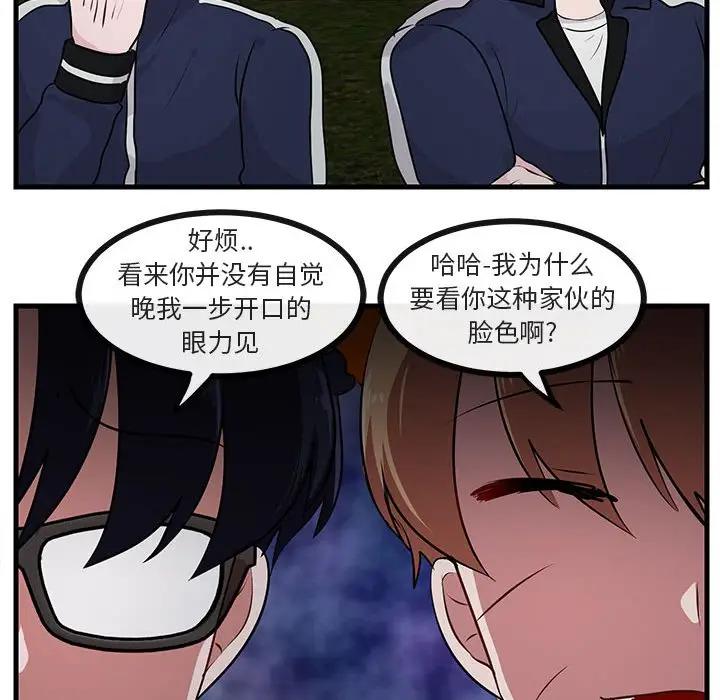 好烦..
看来你并没有自觉
晚我一步开口的
眼力见
哈哈-我为什么
要看你这种家伙的
脸色啊?